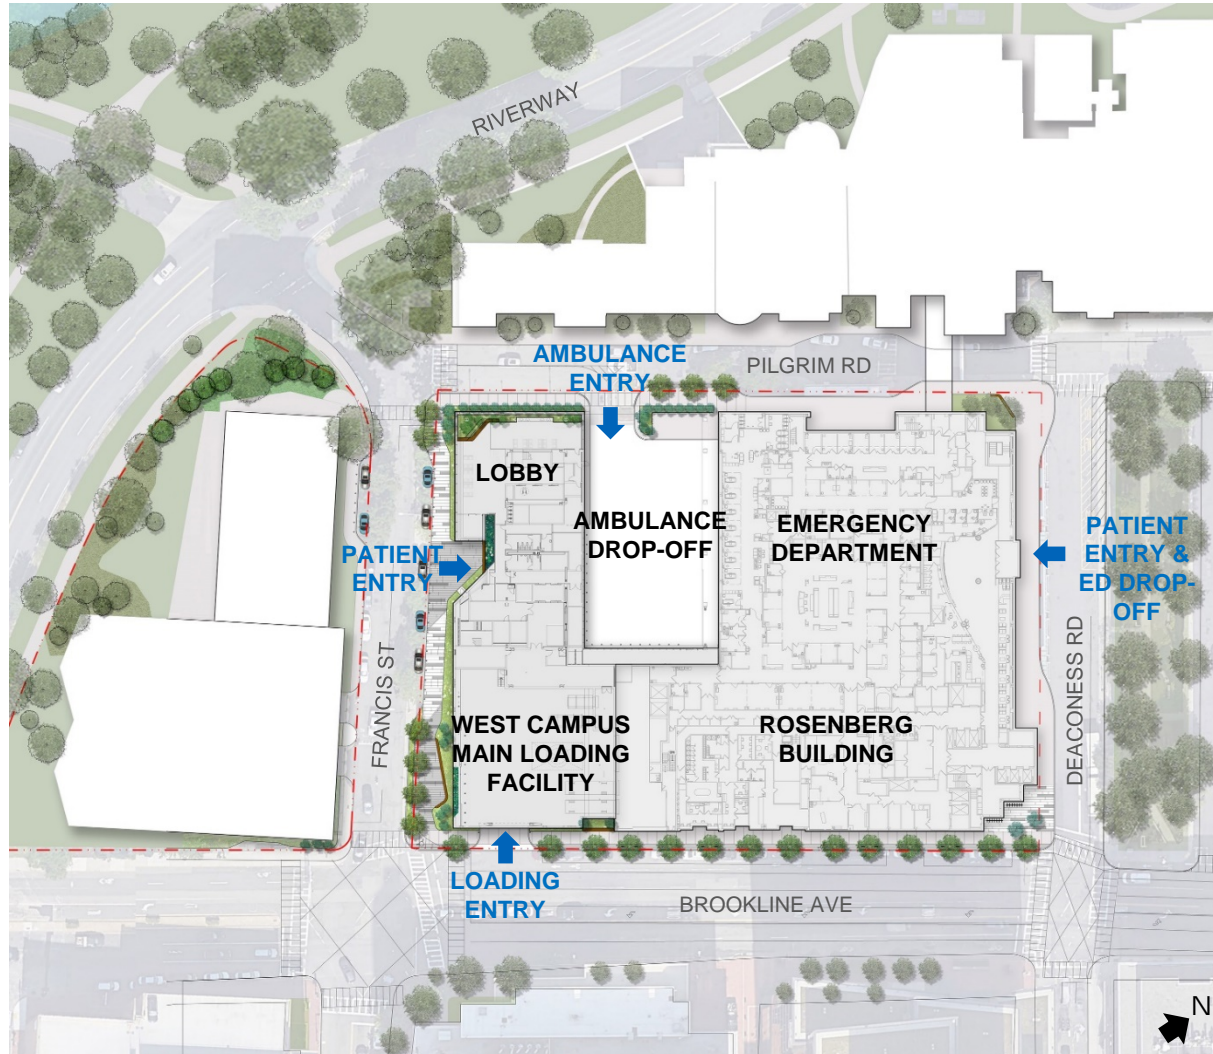 RIVERWAY
AMBULANCE
ENTRY
PILGRIM RD
LOBBY
AMBULANCE
DROP-OFF
EMERGENCY
DEPARTMENT
PATIENT
ENTRY
PATIENT
ENTRY &
ED DROP-
OFF
FRANCIS ST
DEACONESS RD
WEST CAMPUS
MAIN LOADING
FACILITY
ROSENBERG
BUILDING
LOADING
ENTRY
BROOKLINE AVE
N